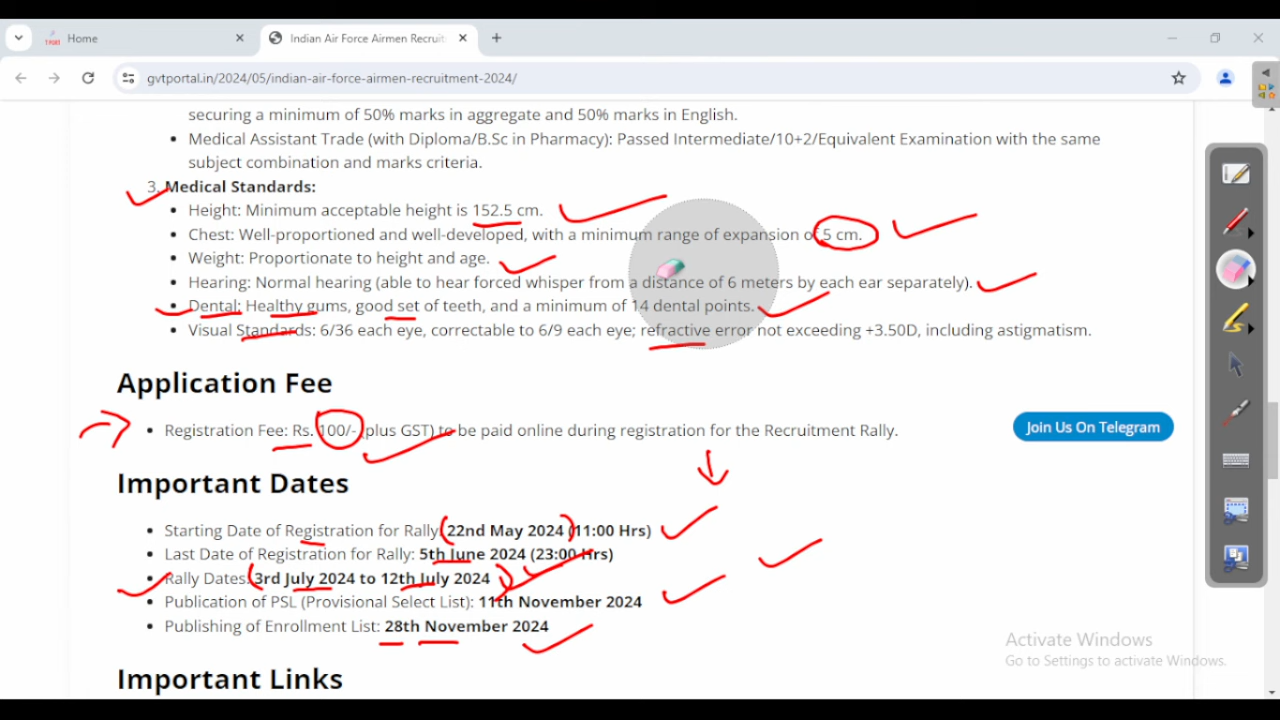 Home
Indian Air Force Airmen Recruit
gvtportal.in/2024/05/indian-air-force-airmen-recruitment-2024/
securing a minimum of 50% marks in aggregate and 50% marks in English.
• Medical Assistant Trade (with Diploma/B.Sc in Pharmacy): Passed Intermediate/10+2/Equivalent Examination with the same
subject combination and marks criteria.
3. Medical Standards:
• Height: Minimum acceptable height is 152.5 cm.
• Chest: Well-proportioned and well-developed, with a minimum range of expansion of 5 cm.
• Weight: Proportionate to height and age.
• Hearing: Normal hearing (able to hear forced whisper from a distance of 6 meters by each ear separately).
• Dental: Healthy gums, good set of teeth, and a minimum of 14 dental points.
• Visual Standards: 6/36 each eye, correctable to 6/9 each eye; refractive error not exceeding +3.50D, including astigmatism.
Application Fee
• Registration Fee: Rs. 100/- (plus GST) to be paid online during registration for the Recruitment Rally.
Join Us On Telegram
Important Dates
• Starting Date of Registration for Rally: 22nd May 2024 (11:00 Hrs)
• Last Date of Registration for Rally: 5th June 2024 (23:00 Hrs)
• Rally Dates: 3rd July 2024 to 12th July 2024
• Publication of PSL (Provisional Select List): 11th November 2024
• Publishing of Enrollment List: 28th November 2024
Activate Windows
Go to Settings to activate Windows.
Important Links